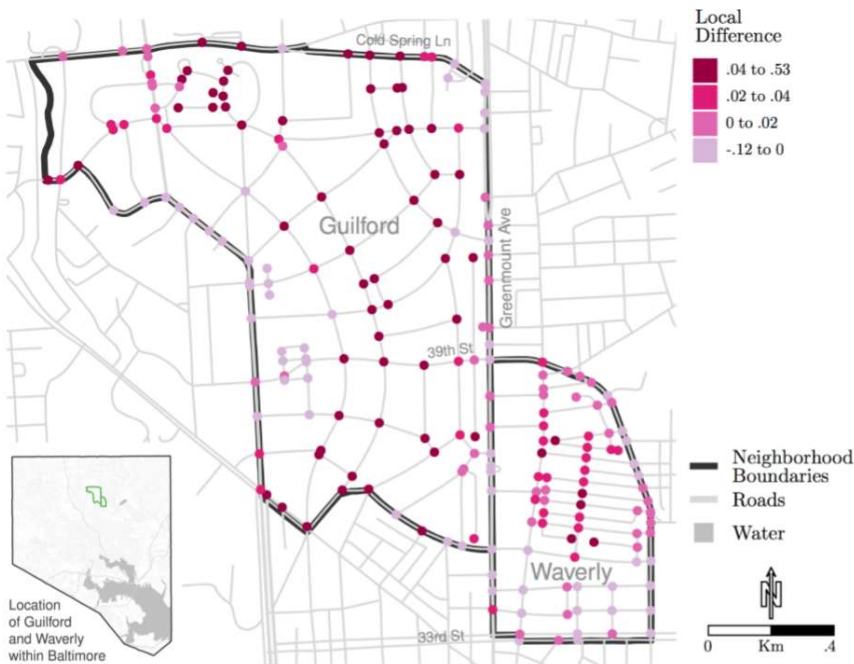 Local
Difference
.04 to .53
.02 to .04
0 to .02
-.12 to 0
Cold Spring Ln
Guilford
Greenmount Ave
39th St
Neighborhood
Boundaries
Roads
Water
Waverly
33rd St
Location
of Guilford
and Waverly
within Baltimore
N
0 Km .4